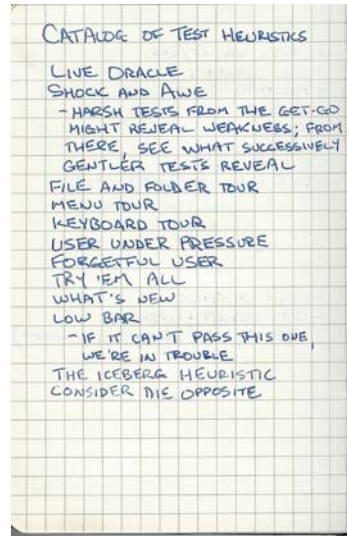 CATALOG OF TEST HEURISTICS
LIVE ORACLE
SHOCK AND AWE
- HARSH TESTS FROM THE GET-GO
MIGHT REVEAL WEAKNESS; FROM
THERE, SEE WHAT SUCCESSIVELY
GENTLER TESTS REVEAL
FILE AND FOLDER TOUR
MENU TOUR
KEYBOARD TOUR
USER UNDER PRESSURE
FORGETFUL USER
TRY 'EM ALL
WHAT'S NEW
LOW BAR
- IF IT CAN'T PASS THIS ONE,
WE'RE IN TROUBLE
THE ICEBERG HEURISTIC
CONSIDER THE OPPOSITE